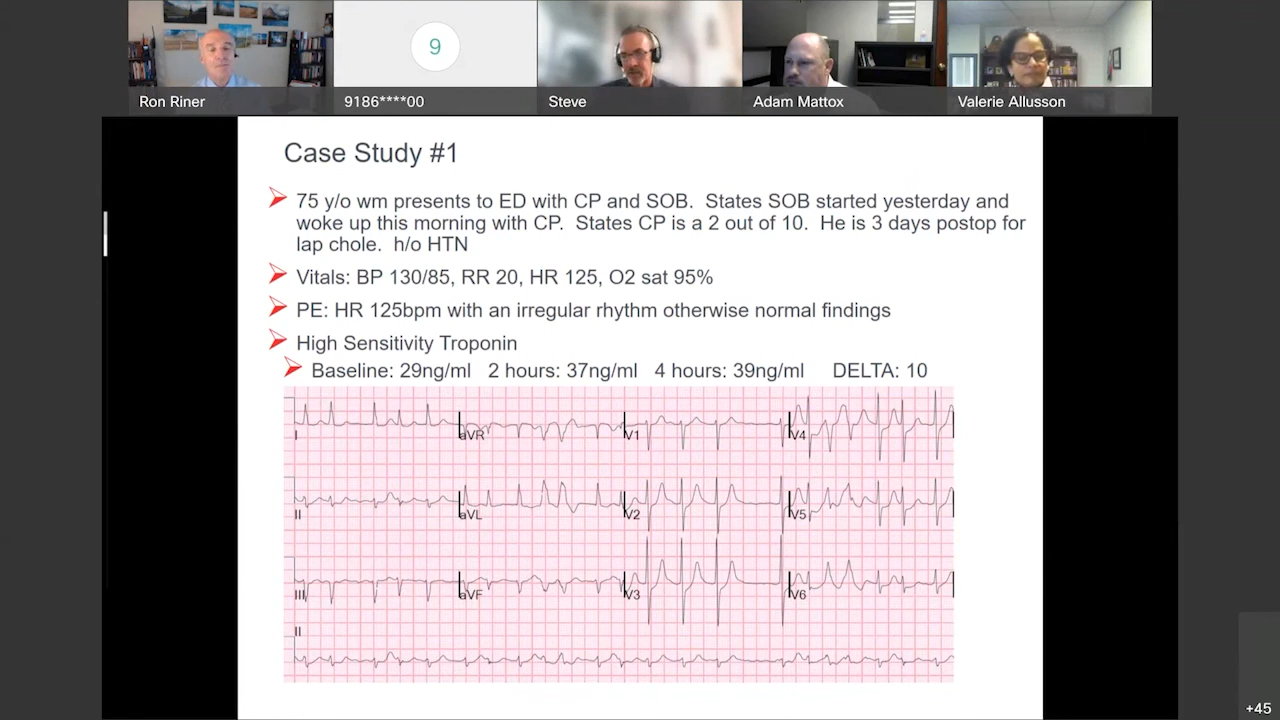 9
Ron Riner
9186****00
Steve
Adam Mattox
Valerie Allusson
Case Study #1
75 y/o wm presents to ED with CP and SOB. States SOB started yesterday and
woke up this morning with CP. States CP is a 2 out of 10. He is 3 days postop for
lap chole. h/o HTN
Vitals: BP 130/85, RR 20, HR 125, O2 sat 95%
PE: HR 125bpm with an irregular rhythm otherwise normal findings
High Sensitivity Troponin
Baseline: 29ng/ml 2 hours: 37ng/ml 4 hours: 39ng/ml DELTA: 10
I aVR V1 V4
II aVL V2 V5
III aVF V3 V6
II
+45